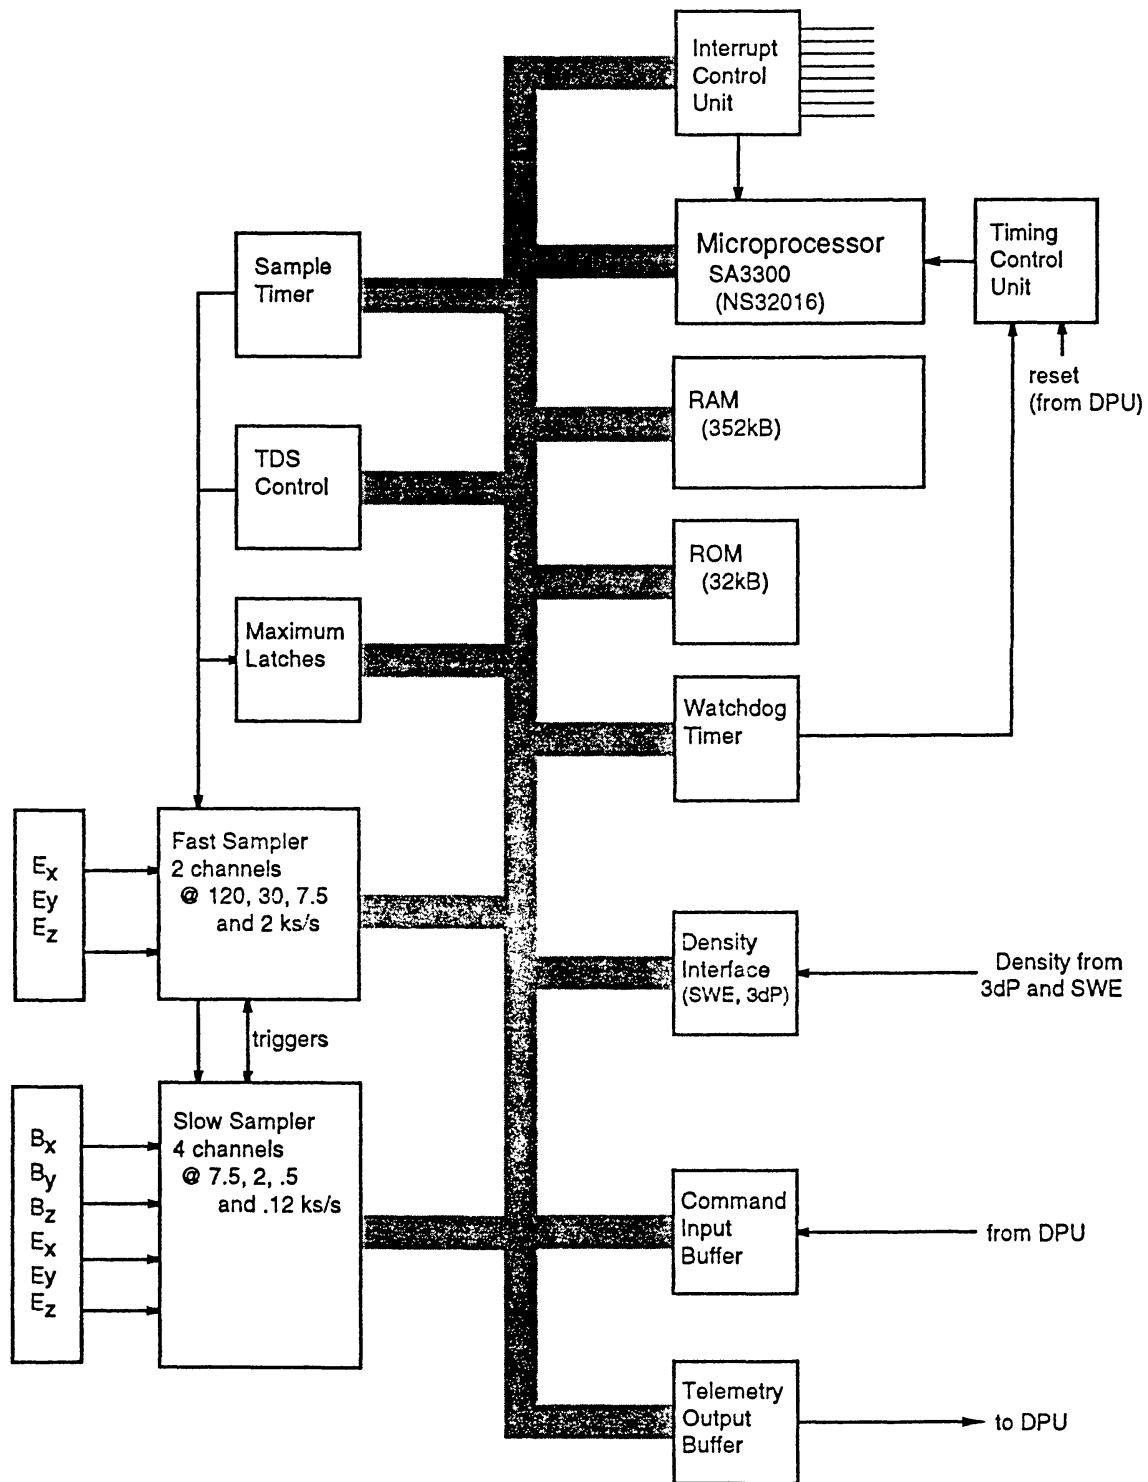 Interrupt
Control
Unit
Microprocessor
SA3300
(NS32016)
Timing
Control
Unit
reset
(from DPU)
Sample
Timer
RAM
(352kB)
TDS
Control
ROM
(32kB)
Maximum
Latches
Watchdog
Timer
Ex
Ey
Ez
Fast Sampler
2 channels
@ 120, 30, 7.5
and 2 ks/s
Density
Interface
(SWE, 3dP)
Density from
3dP and SWE
triggers
Bx
By
Bz
Ex
Ey
Ez
Slow Sampler
4 channels
@ 7.5, 2, .5
and .12 ks/s
Command
Input
Buffer
from DPU
Telemetry
Output
Buffer
to DPU